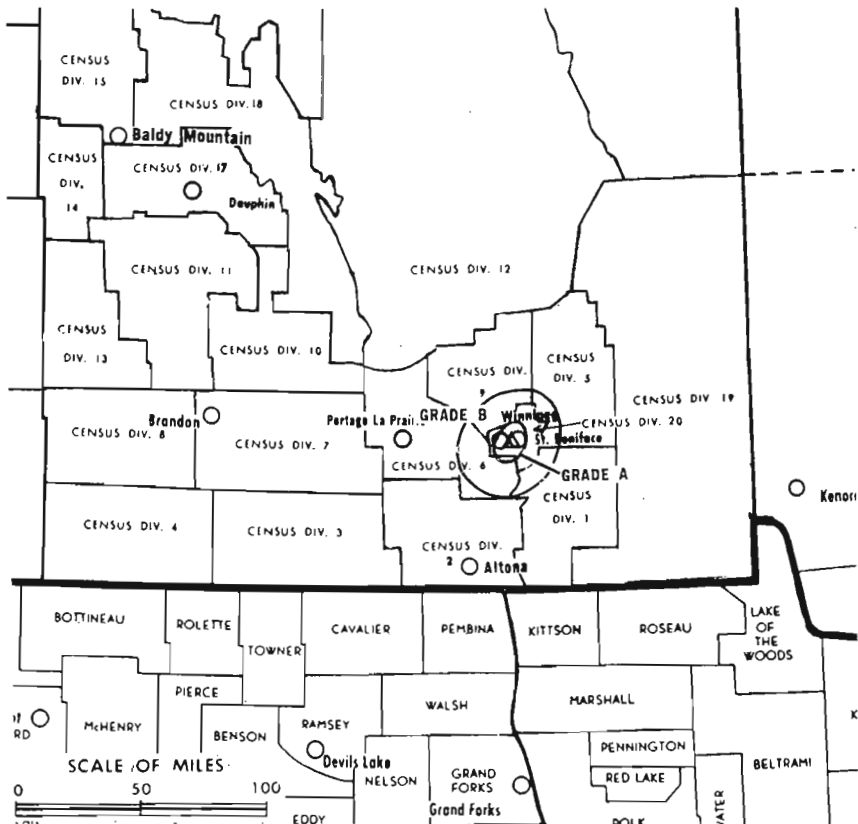 CENSUS
DIV. 15
CENSUS DIV. 18
Baldy Mountain
CENSUS
DIV.
14
CENSUS DIV. 17
Dauphin
CENSUS DIV. 11
CENSUS DIV. 12
CENSUS
DIV. 13
CENSUS DIV. 10
CENSUS DIV.
9
CENSUS
DIV. 5
CENSUS DIV 19
Brandon
Portage La Prai
GRADE B
Winnipeg
CENSUS DIV. 20
St. Boniface
CENSUS DIV. 8
CENSUS DIV. 7
CENSUS DIV. 6
GRADE A
CENSUS
DIV. 1
Kenor
CENSUS DIV. 4
CENSUS DIV. 3
CENSUS DIV.
2
Altona
BOTTINEAU
ROLETTE
TOWNER
CAVALIER
PEMBINA
KITTSON
ROSEAU
LAKE
OF
THE
WOODS
PIERCE
WALSH
MARSHALL
RD
McHENRY
BENSON
RAMSEY
PENNINGTON
K
BELTRAMI
SCALE OF MILES
Devils Lake
NELSON
GRAND
FORKS
RED LAKE
0 50 100
EDDY
Grand Forks
POLK
WATER